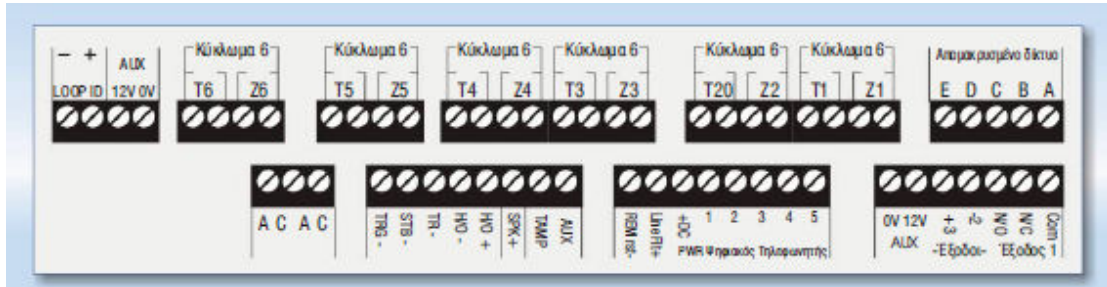 − +
AUX
LOOP ID 12V 0V
Κύκλωμα 6
T6 Z6
Κύκλωμα 6
T5 Z5
Κύκλωμα 6
T4 Z4
Κύκλωμα 6
T3 Z3
Κύκλωμα 6
T20 Z2
Κύκλωμα 6
T1 Z1
Απομακρυσμένο δίκτυο
E D C B A
A C A C
TRG -
STB -
TR -
H/O -
H/O +
SPK +
TAMP
AUX
REM rst-
Line Flt+
+DC
1 2 3 4 5
PWR Ψηφιακός Τηλεφωνητής
0V 12V
AUX
+3
2-
-Έξοδοι-
N/O
N/C
Com
Έξοδος 1